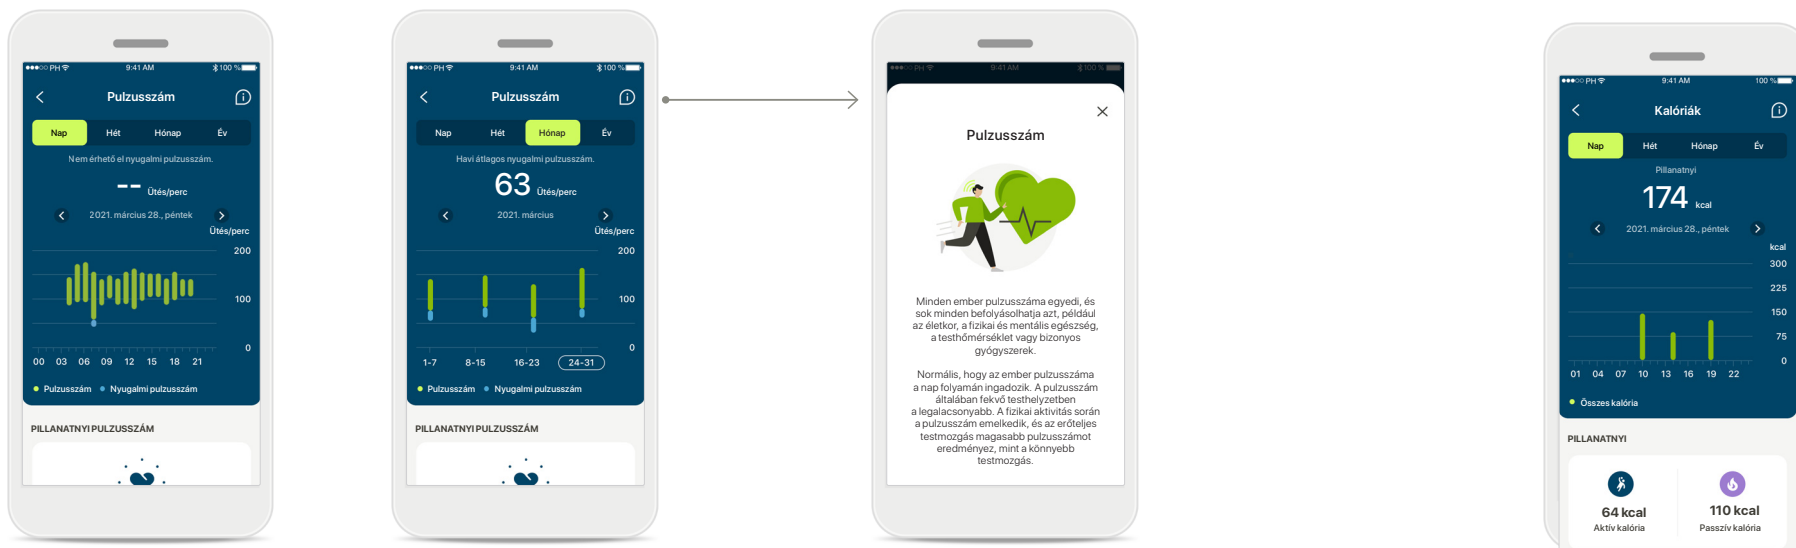 ●●●○○ PH 9:41 AM 100 %
Pulzusszám
Nap Hét Hónap Év
Nem érhető el nyugalmi pulzusszám.
-- Ütés/perc
2021. március 28., péntek
Ütés/perc
200
100
0
00 03 06 09 12 15 18 21
Pulzusszám Nyugalmi pulzusszám
PILLANATNYI PULZUSSZÁM
●●●○○ PH 9:41 AM 100 %
Pulzusszám
Nap Hét Hónap Év
Havi átlagos nyugalmi pulzusszám.
63 Ütés/perc
2021. március
Ütés/perc
200
100
0
1-7 8-15 16-23 24-31
Pulzusszám Nyugalmi pulzusszám
PILLANATNYI PULZUSSZÁM
●●●○○ PH 9:41 AM 100 %
Pulzusszám
Minden ember pulzusszáma egyedi, és
sok minden befolyásolhatja azt, például
az életkor, a fizikai és mentális egészség,
a testhőmérséklet vagy bizonyos
gyógyszerek.
Normális, hogy az ember pulzusszáma
a nap folyamán ingadozik. A pulzusszám
általában fekvő testhelyzetben
a legalacsonyabb. A fizikai aktivitás során
a pulzusszám emelkedik, és az erőteljes
testmozgás magasabb pulzusszámot
eredményez, mint a könnyebb
testmozgás.
●●●○○ PH 9:41 AM 100 %
Kalóriák
Nap Hét Hónap Év
Pillanatnyi
174 kcal
2021. március 28., péntek
kcal
300
225
150
75
0
01 04 07 10 13 16 19 22
Összes kalória
PILLANATNYI
64 kcal 110 kcal
Aktív kalória Passzív kalória